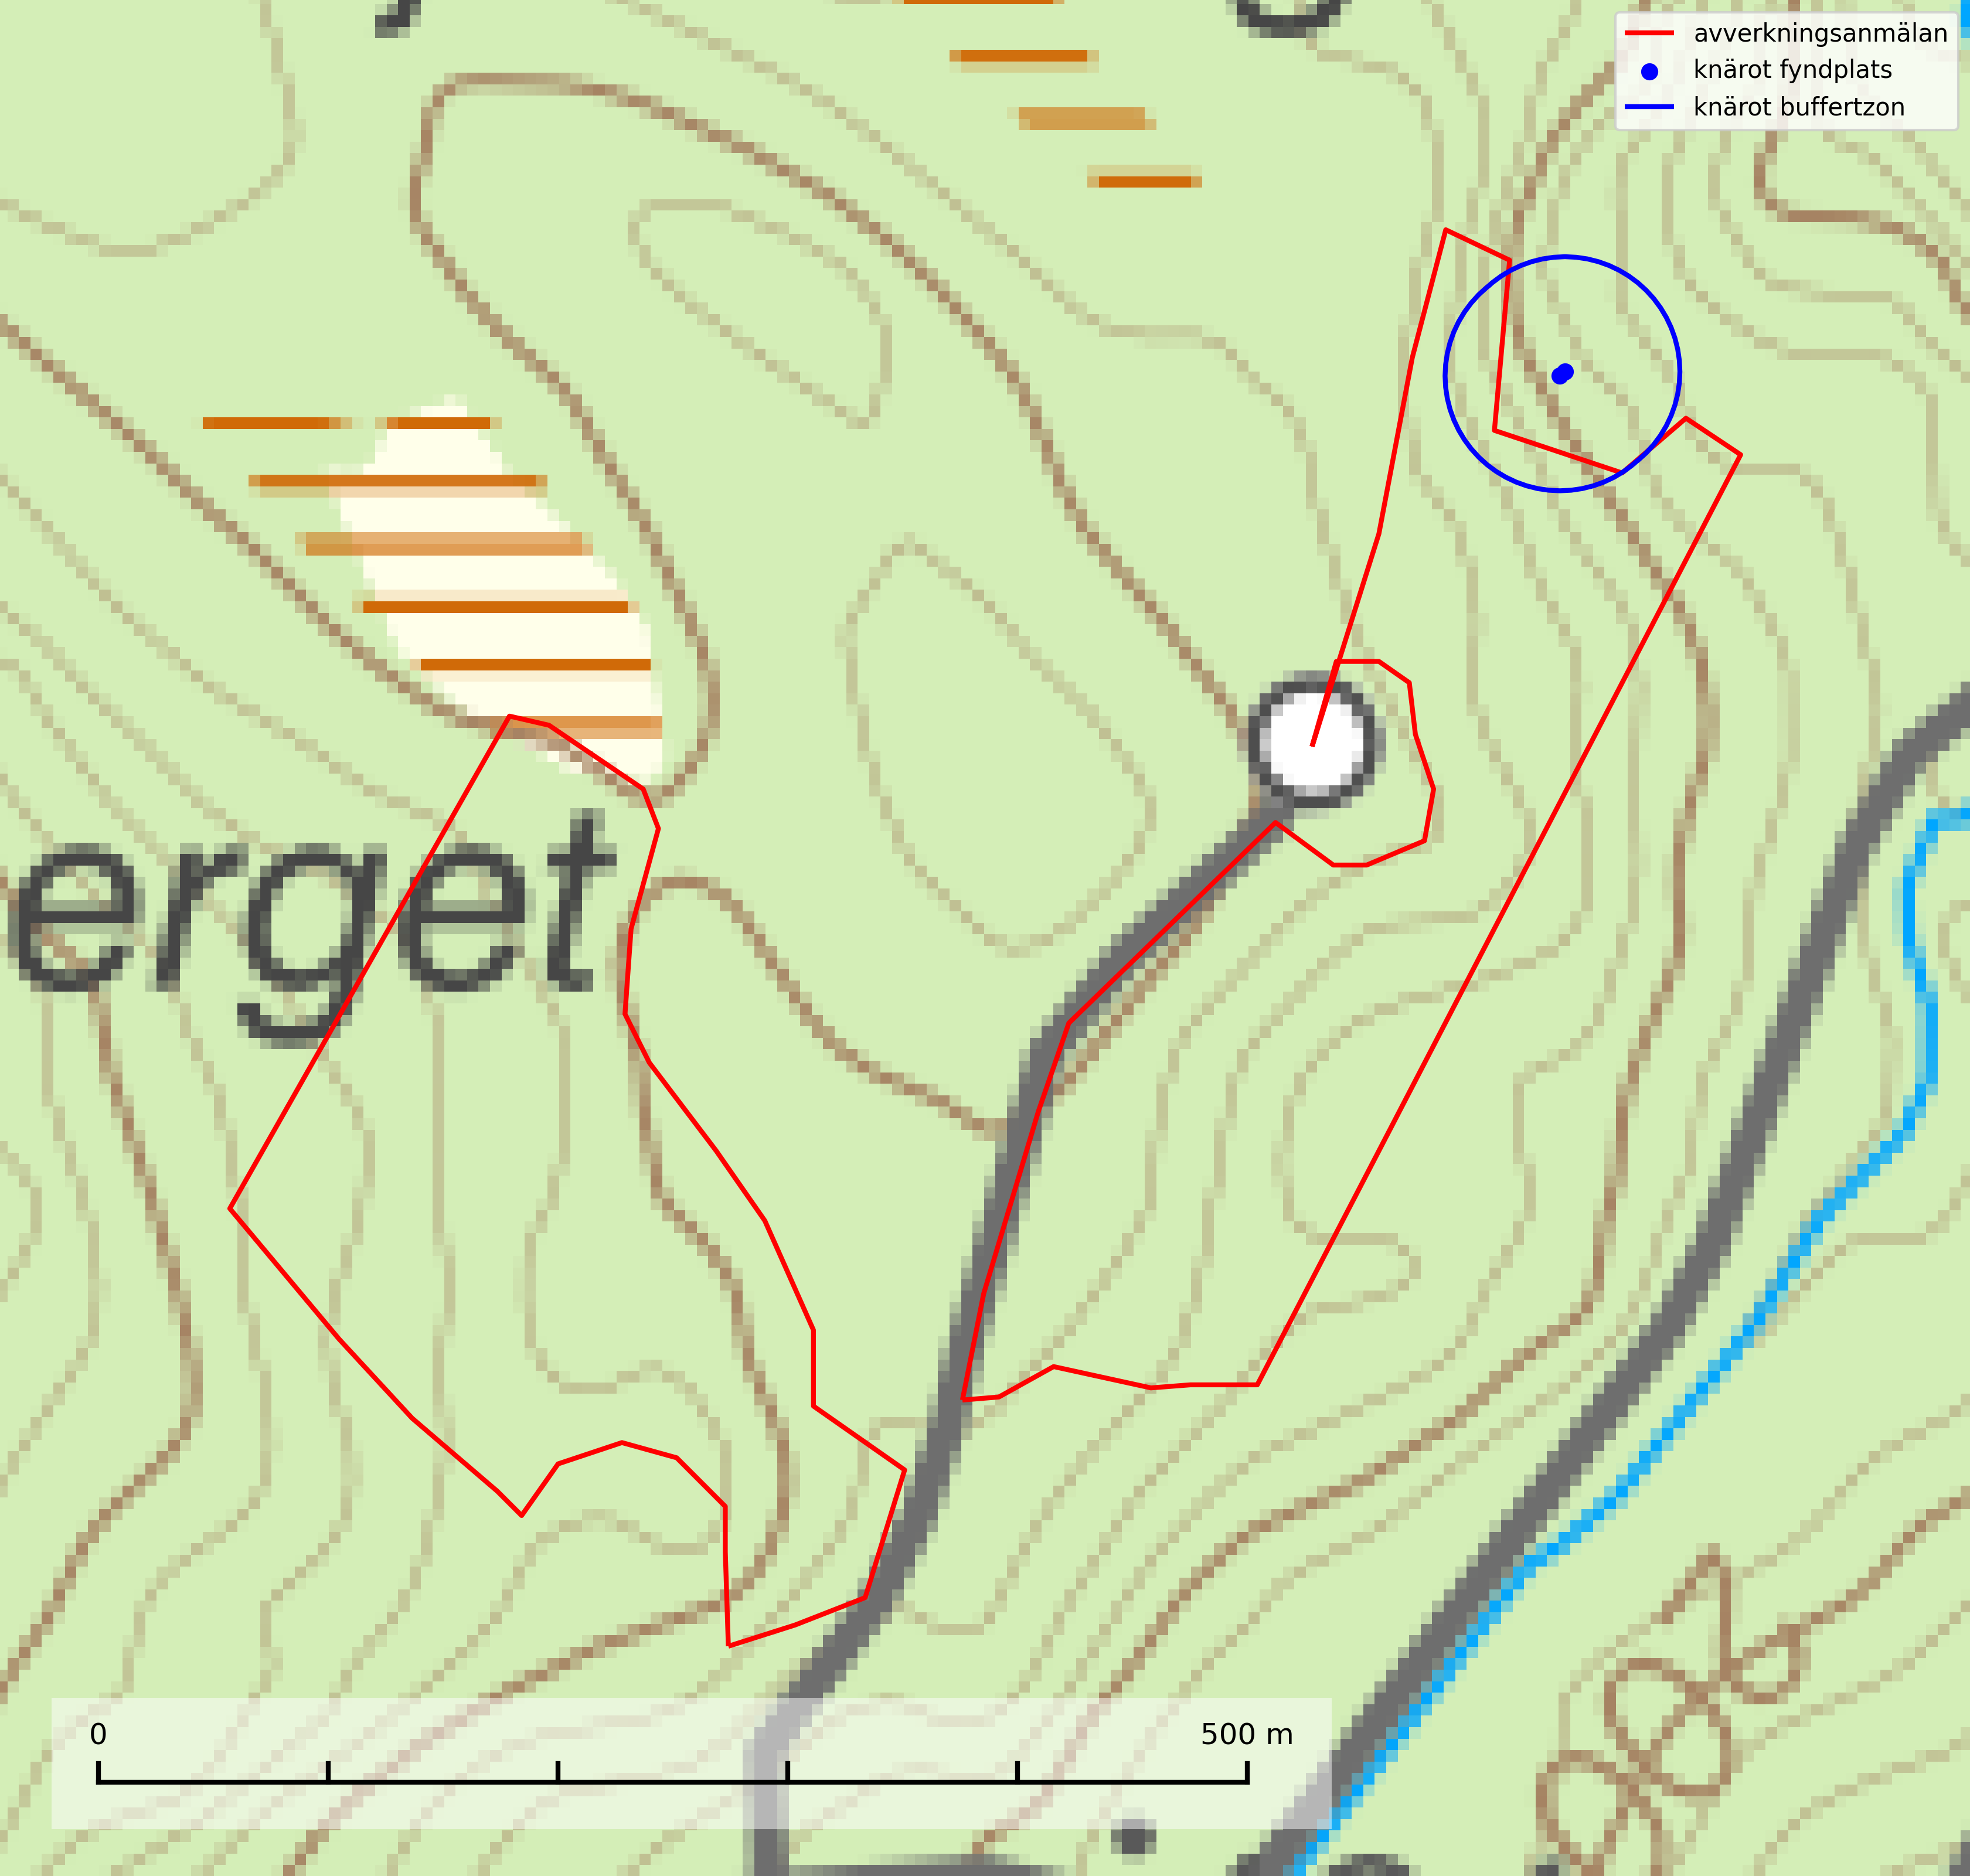 avverkningsanmälan
knärot fyndplats
knärot buffertzon
erget
0 500 m